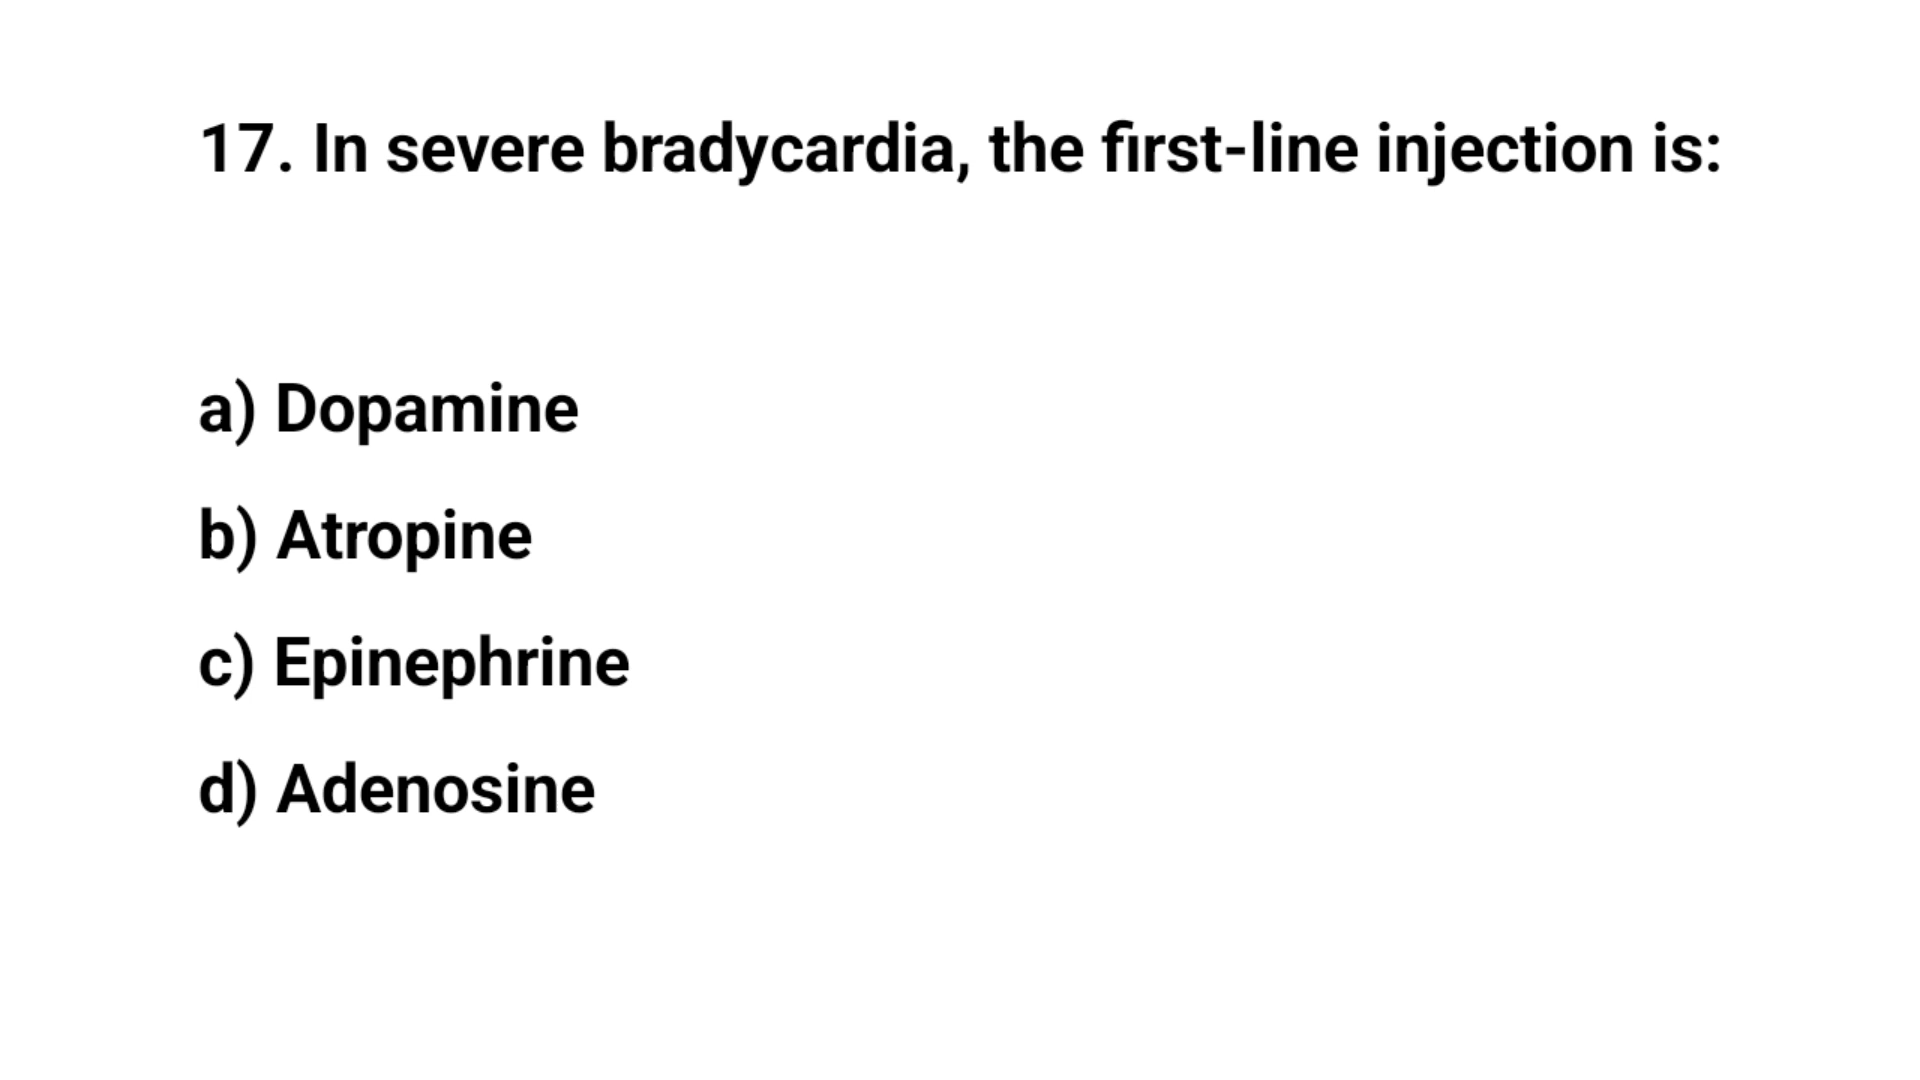 17. In severe bradycardia, the first-line injection is:
a) Dopamine
b) Atropine
c) Epinephrine
d) Adenosine